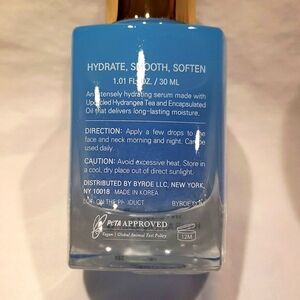 HYDRATE, SMOOTH, SOFTEN
1.01 FL. OZ. / 30 ML
An intensely hydrating serum made with
Upcycled Hydrangea Tea and Encapsulated
Oil that delivers long-lasting moisture.
DIRECTION: Apply a few drops to the
face and neck morning and night. Can be
used daily.
CAUTION: Avoid excessive heat. Store in
a cool, dry place out of direct sunlight.
DISTRIBUTED BY BYROE LLC, NEW YORK,
NY 10018 MADE IN KOREA
ON THE PRODUCT
PETA APPROVED
Vegan | Global Animal Test Policy
12M